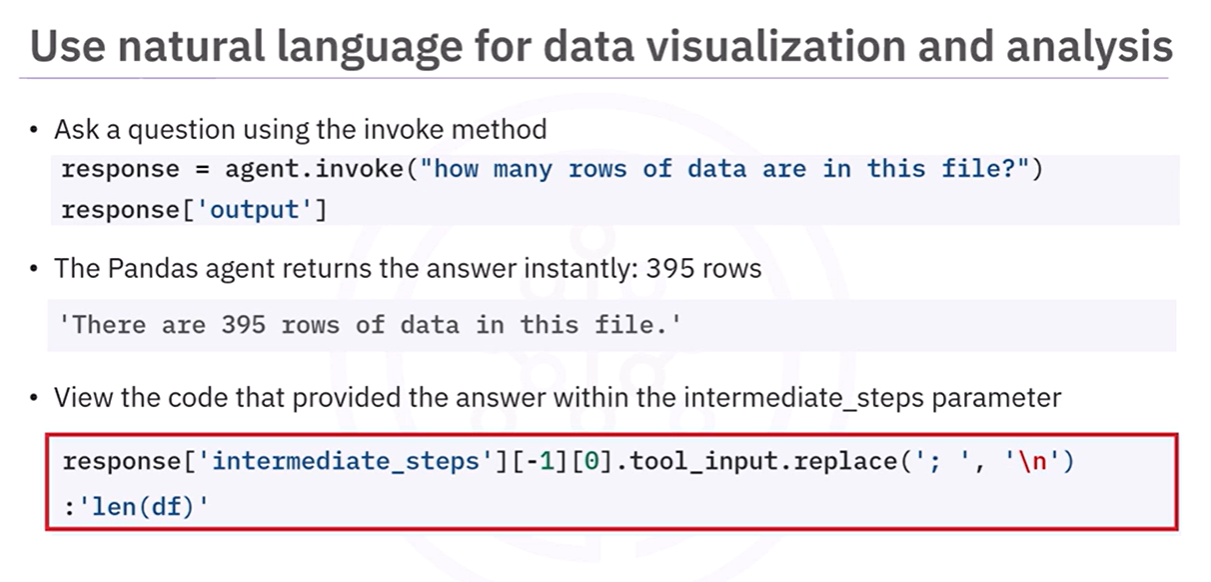 Use natural language for data visualization and analysis
• Ask a question using the invoke method
response = agent.invoke("how many rows of data are in this file?")
response['output']
• The Pandas agent returns the answer instantly: 395 rows
'There are 395 rows of data in this file.'
• View the code that provided the answer within the intermediate_steps parameter
response['intermediate_steps'][-1][0].tool_input.replace('; ', '\n')
:'len(df)'